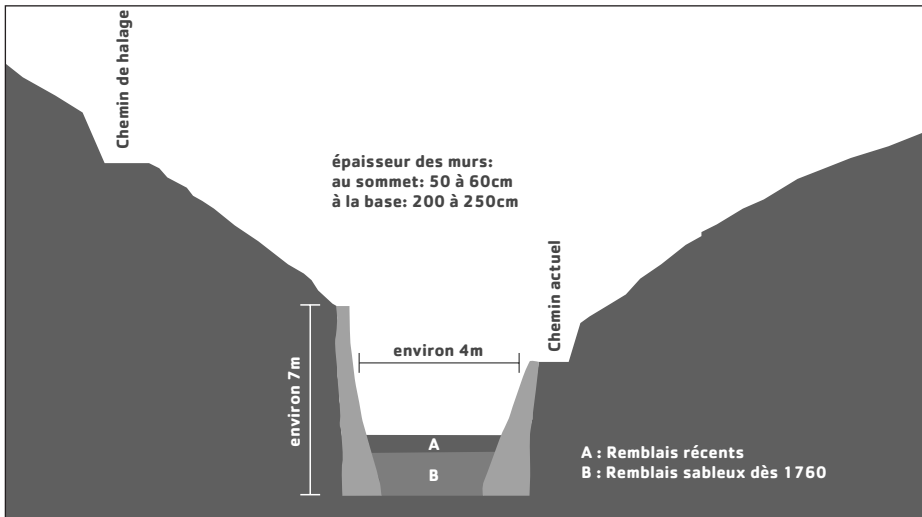 Chemin de halage
épaisseur des murs:
au sommet: 50 à 60cm
à la base: 200 à 250cm
Chemin actuel
environ 4m
environ 7m
A
B
A : Remblais récents
B : Remblais sableux dès 1760